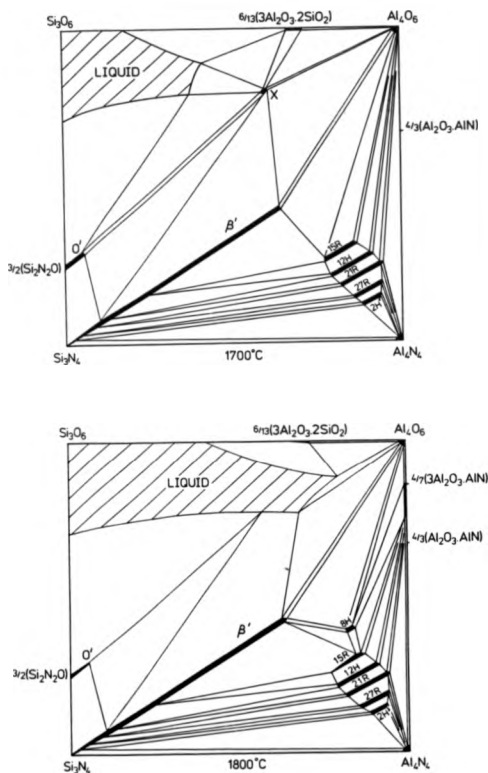 Si₃O₆ 6/13(3Al₂O₃.2SiO₂) Al₄O₆
LIQUID
X
4/3(Al₂O₃.AlN)
O'
β'
3/2(Si₂N₂O)
15R
12H
21R
27R
2H
Si₃N₄ 1700°C Al₄N₄
Si₃O₆ 6/13(3Al₂O₃.2SiO₂) Al₄O₆
LIQUID
4/7(3Al₂O₃.AlN)
4/3(Al₂O₃.AlN)
O'
β'
8H
3/2(Si₂N₂O)
15R
12H
21R
27R
2H
Si₃N₄ 1800°C Al₄N₄